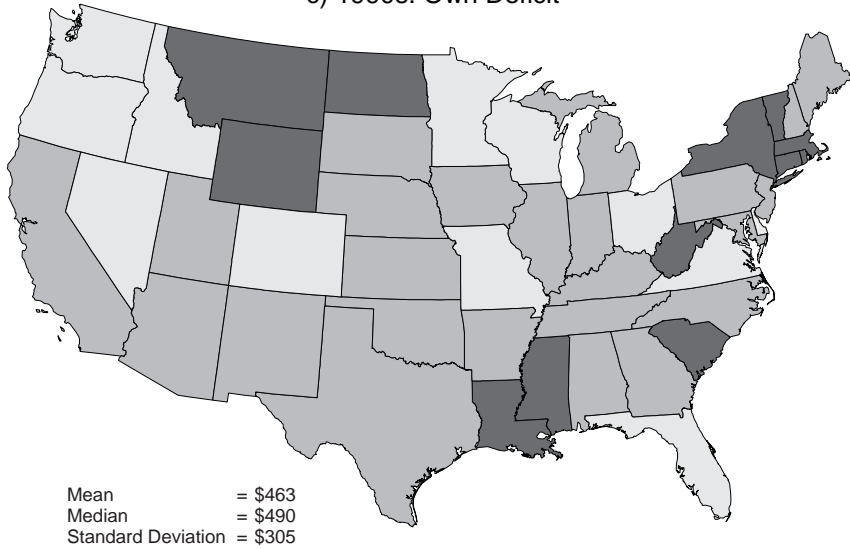 Own Deficit
Mean = $463
Median = $490
Standard Deviation = $305